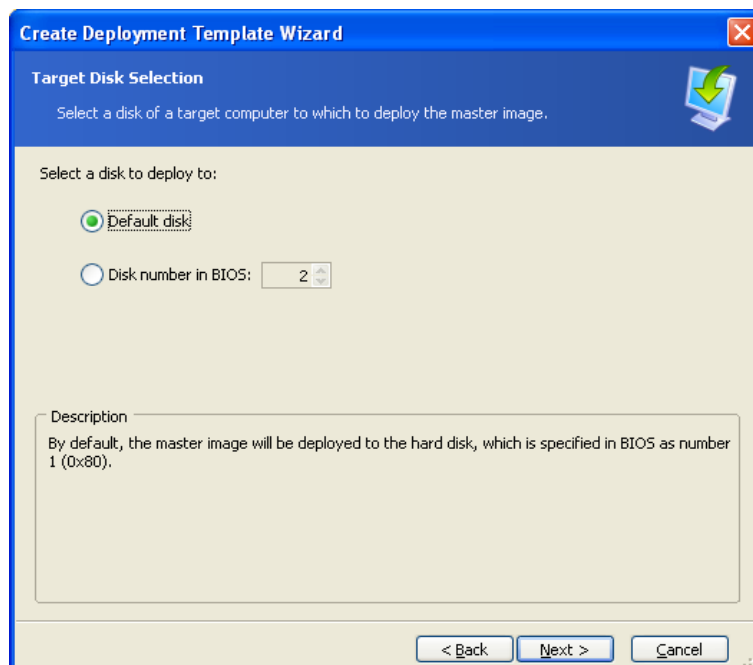 Create Deployment Template Wizard
Target Disk Selection
Select a disk of a target computer to which to deploy the master image.
Select a disk to deploy to:
Default disk
Disk number in BIOS: 2
Description
By default, the master image will be deployed to the hard disk, which is specified in BIOS as number
1 (0x80).
< Back Next > Cancel